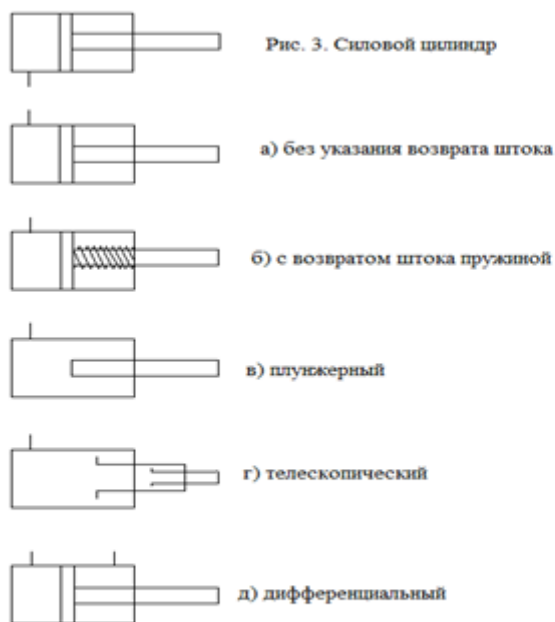 Рис. 3. Силовой цилиндр
а) без указания возврата штока
б) с возвратом штока пружиной
в) плунжерный
г) телескопический
д) дифференциальный